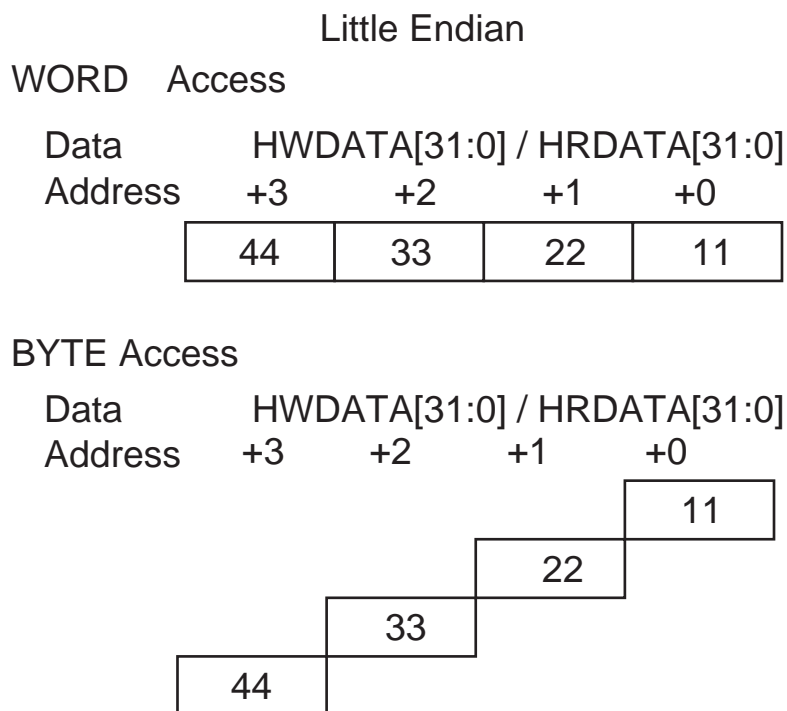 Little Endian
WORD Access
Data HWDATA[31:0] / HRDATA[31:0]
Address +3 +2 +1 +0
44 33 22 11
BYTE Access
Data HWDATA[31:0] / HRDATA[31:0]
Address +3 +2 +1 +0
11
22
33
44